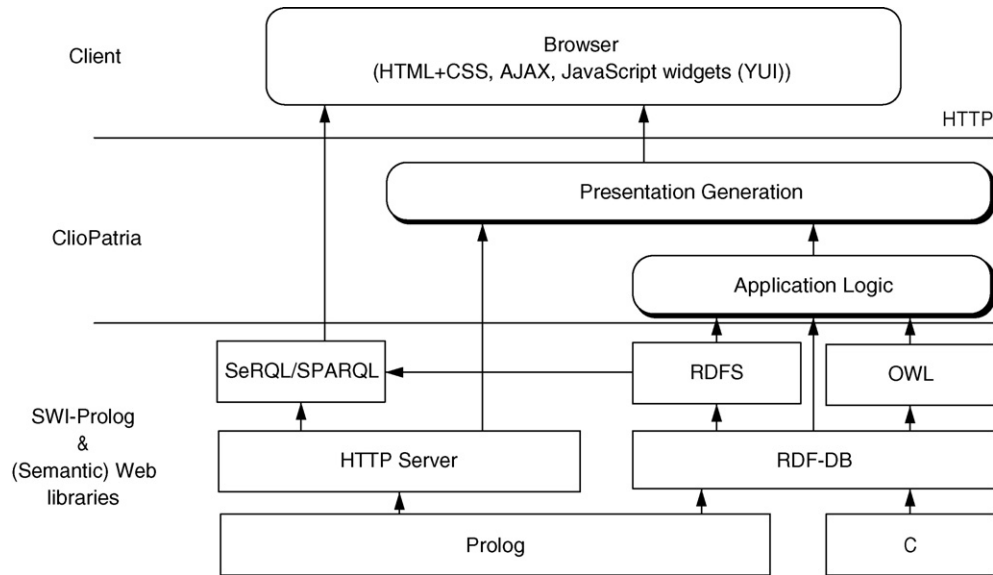 Client
Browser
(HTML+CSS, AJAX, JavaScript widgets (YUI))
HTTP
ClioPatria
Presentation Generation
Application Logic
SWI-Prolog
&
(Semantic) Web
libraries
SeRQL/SPARQL
RDFS
OWL
HTTP Server
RDF-DB
Prolog
C